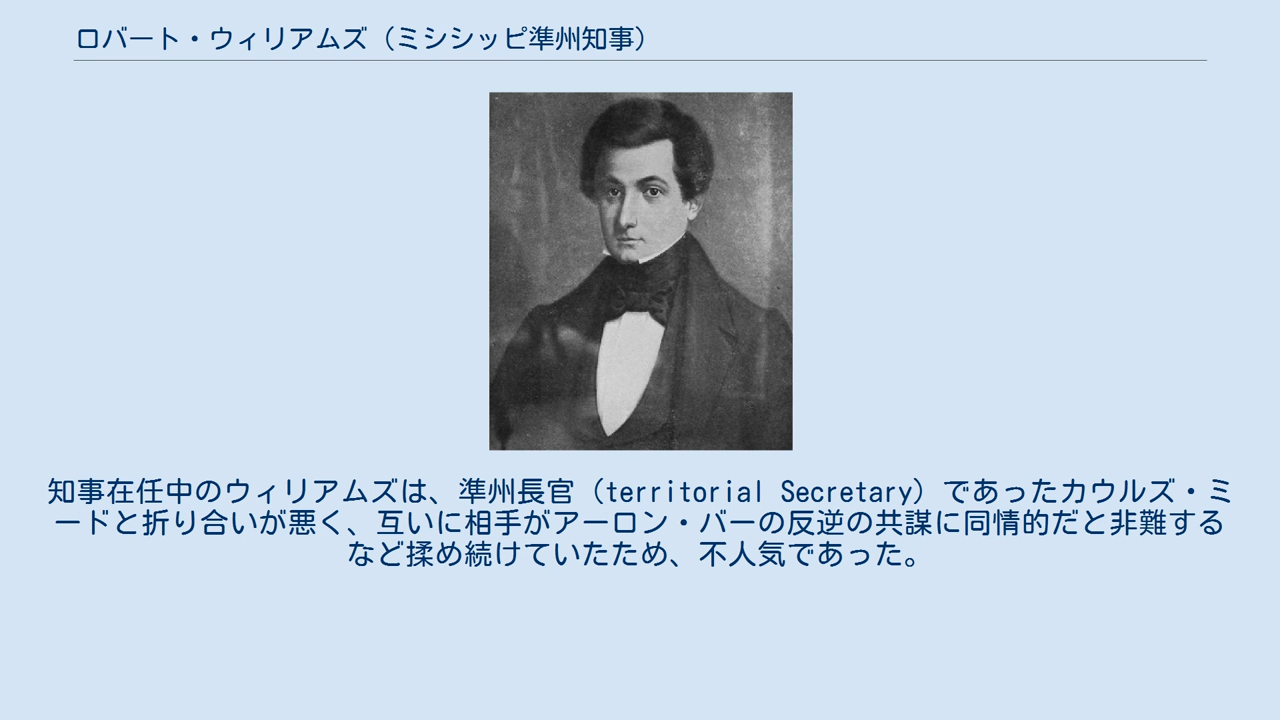 ロバート・ウィリアムズ（ミシシッピ準州知事）
知事在任中のウィリアムズは、準州長官（territorial Secretary）であったカウルズ・ミ
ードと折り合いが悪く、互いに相手がアーロン・バーの反逆の共謀に同情的だと非難する
など揉め続けていたため、不人気であった。